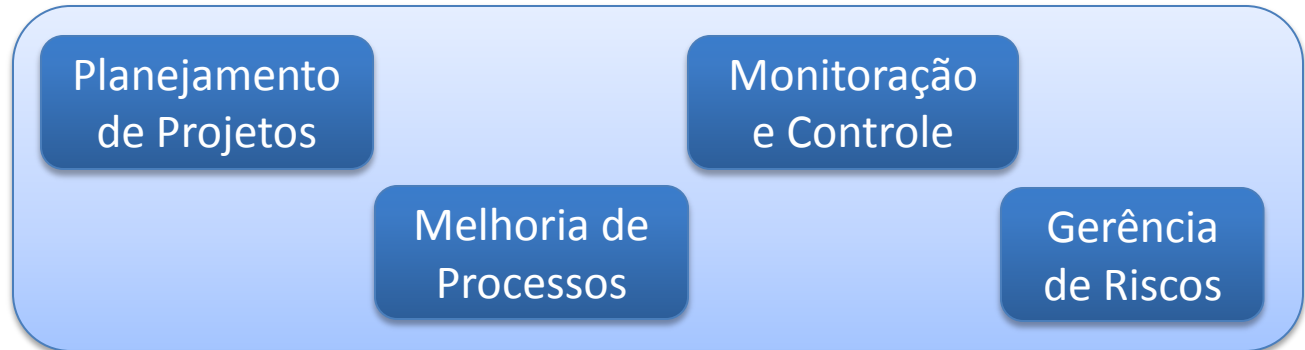 Planejamento
de Projetos
Monitoração
e Controle
Melhoria de
Processos
Gerência
de Riscos